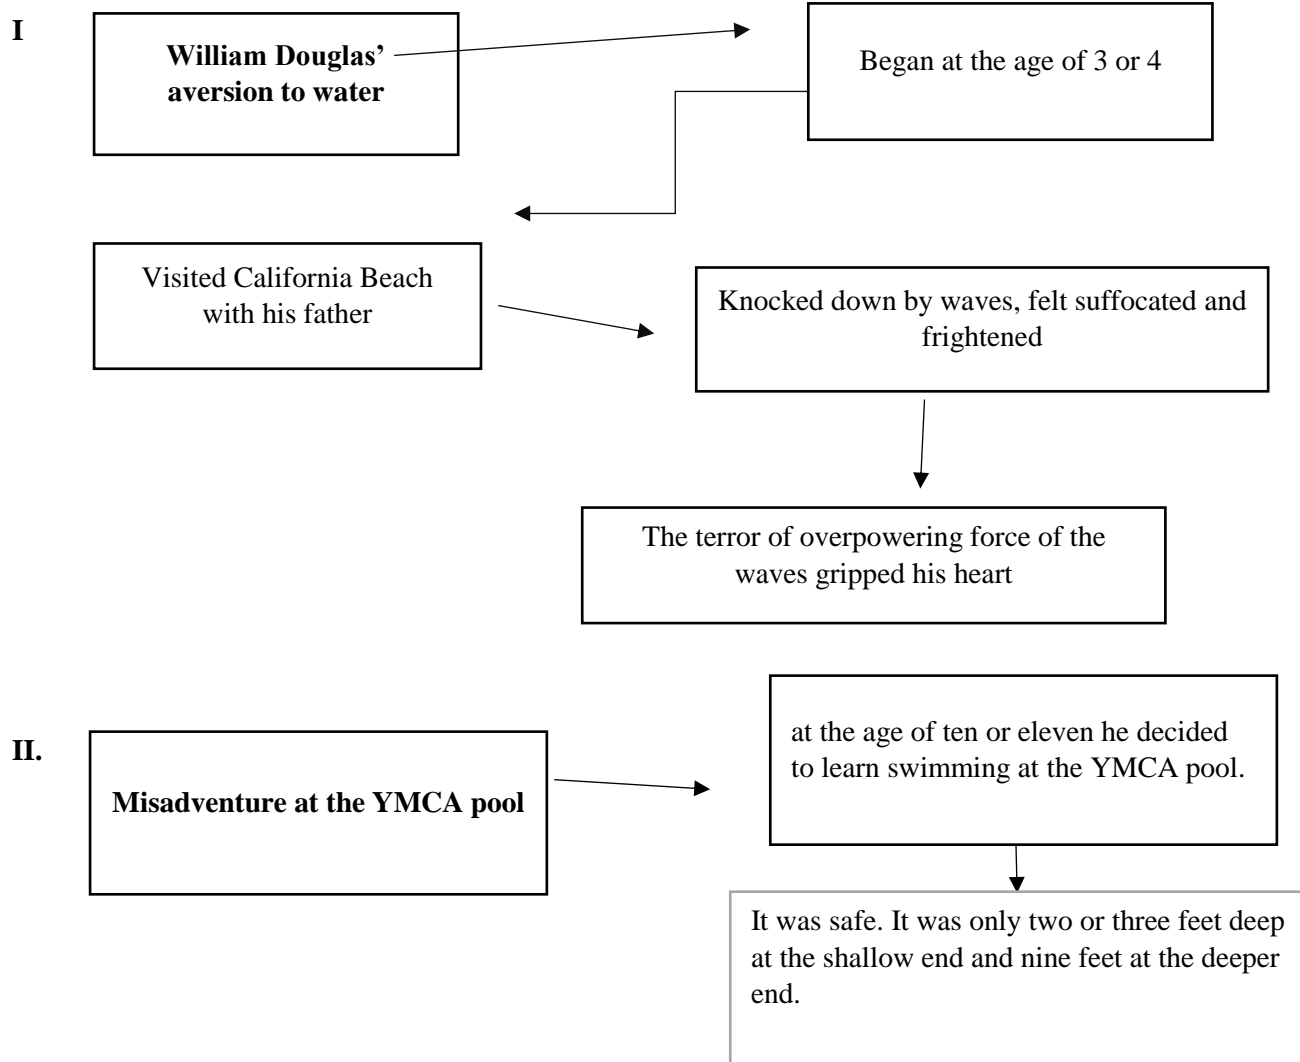 I
William Douglas’
aversion to water
Began at the age of 3 or 4
Visited California Beach
with his father
Knocked down by waves, felt suffocated and
frightened
The terror of overpowering force of the
waves gripped his heart
II.
Misadventure at the YMCA pool
at the age of ten or eleven he decided
to learn swimming at the YMCA pool.
It was safe. It was only two or three feet deep
at the shallow end and nine feet at the deeper
end.